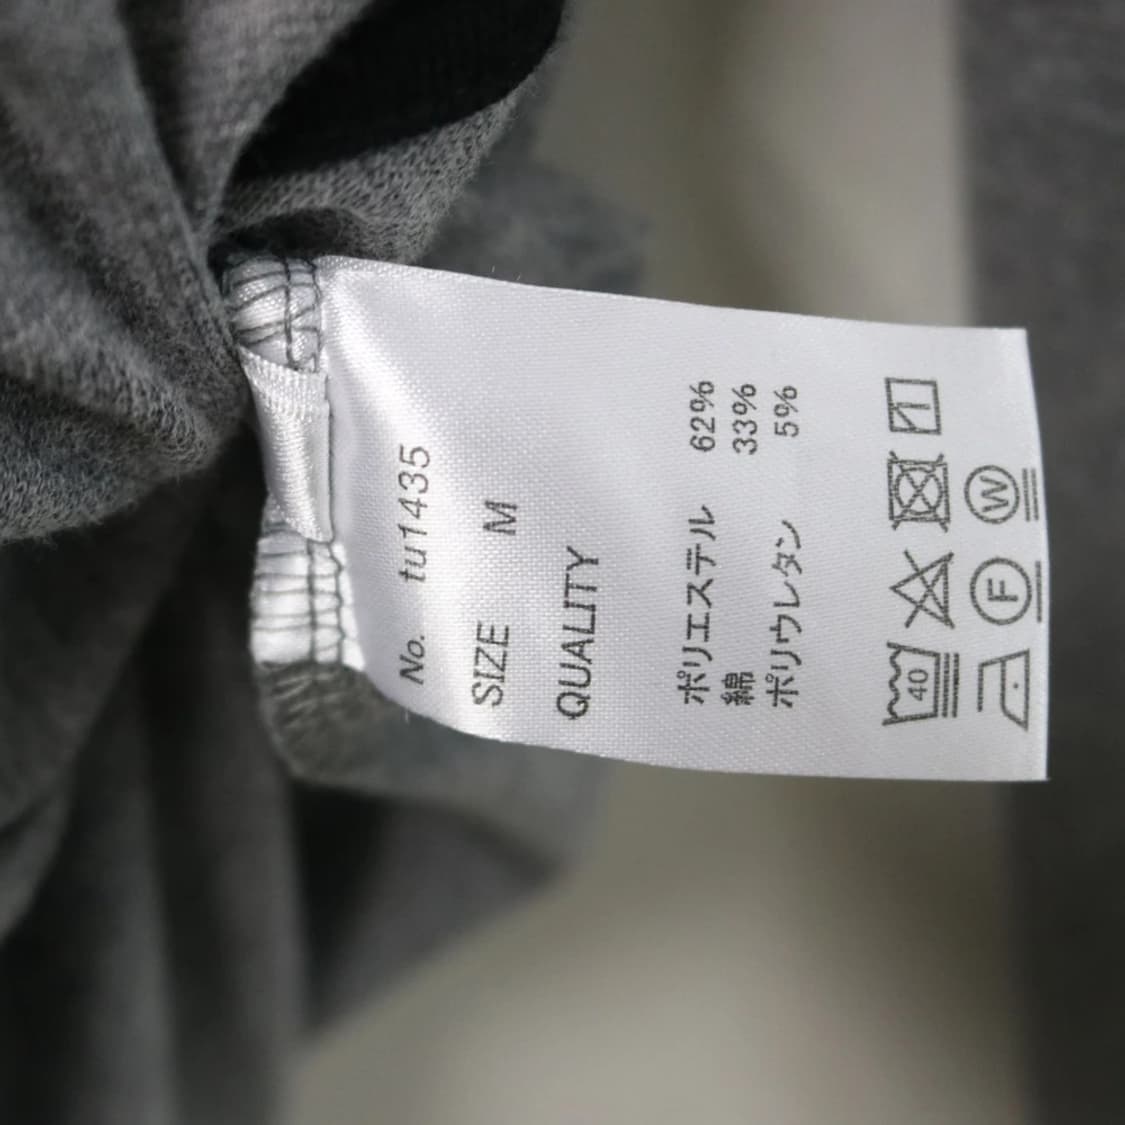 No. tu1435
SIZE M
QUALITY
ポリエステル 62%
綿 33%
ポリウレタン 5%
40
F W